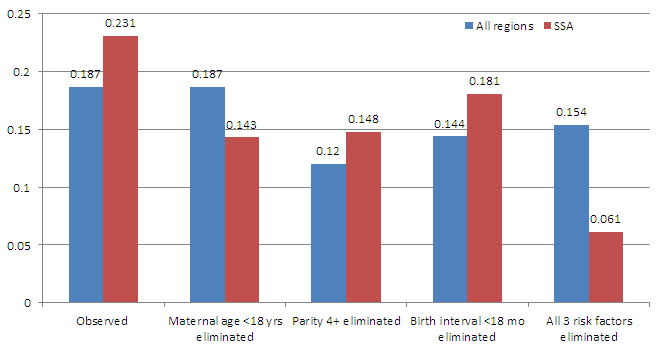 0.25
0.2
0.15
0.1
0.05
0
All regions
SSA
0.187
0.231
0.187
0.143
0.12
0.148
0.144
0.181
0.154
0.061
Observed
Maternal age <18 yrs
eliminated
Parity 4+ eliminated
Birth interval <18 mo
eliminated
All 3 risk factors
eliminated